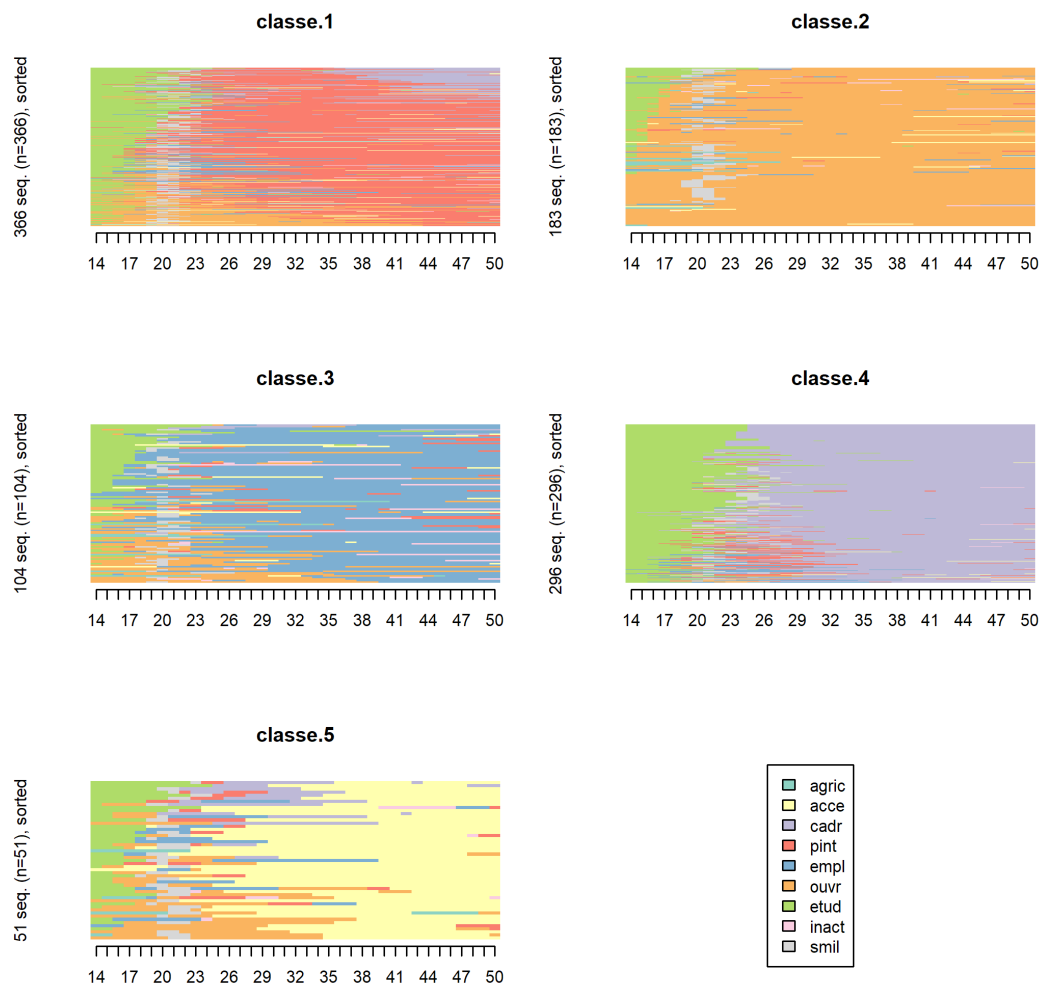 classe.1
366 seq. (n=366), sorted
14 17 20 23 26 29 32 35 38 41 44 47 50
classe.2
183 seq. (n=183), sorted
14 17 20 23 26 29 32 35 38 41 44 47 50
classe.3
104 seq. (n=104), sorted
14 17 20 23 26 29 32 35 38 41 44 47 50
classe.4
296 seq. (n=296), sorted
14 17 20 23 26 29 32 35 38 41 44 47 50
classe.5
51 seq. (n=51), sorted
14 17 20 23 26 29 32 35 38 41 44 47 50
agric
acce
cadr
pint
empl
ouvr
etud
inact
smil